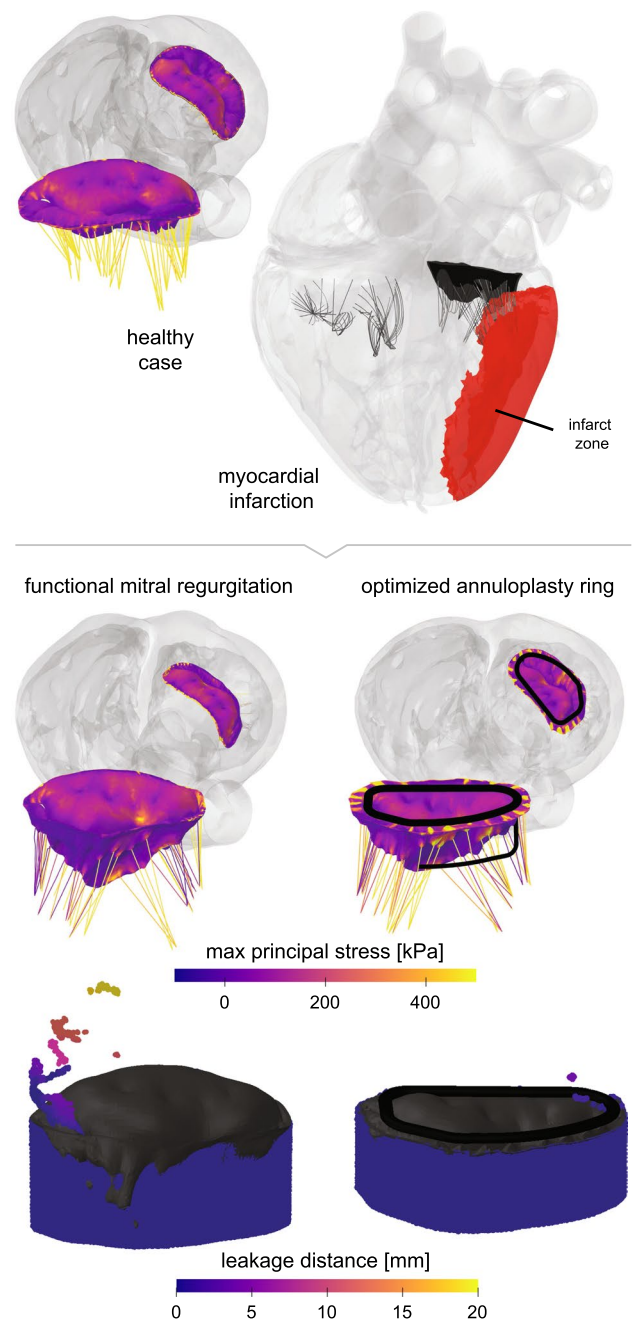 healthy
case
infarct
zone
myocardial
infarction
functional mitral regurgitation
optimized annuloplasty ring
max principal stress [kPa]
0 200 400
leakage distance [mm]
0 5 10 15 20